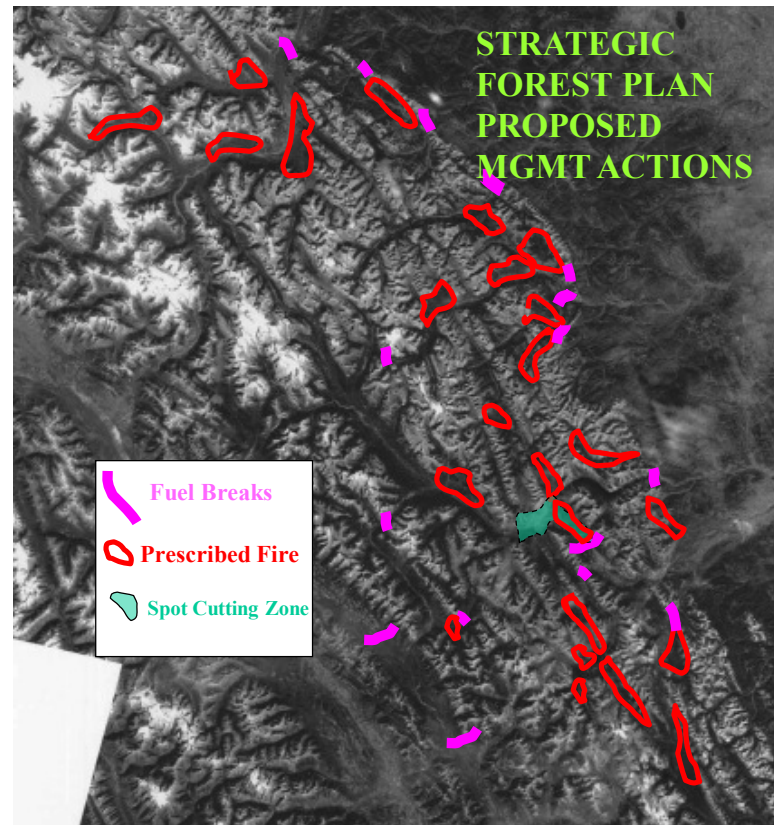 STRATEGIC
FOREST PLAN
PROPOSED
MGMT ACTIONS
Fuel Breaks
Prescribed Fire
Spot Cutting Zone